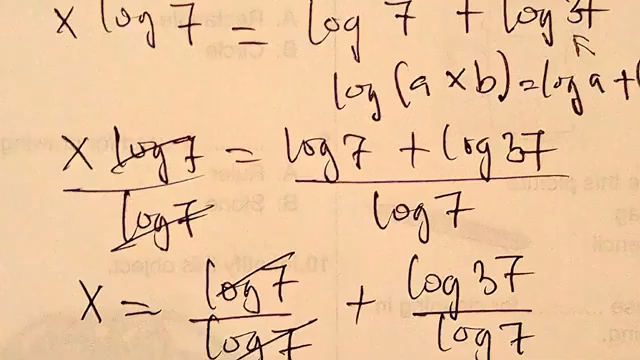 x log 7 = log 7 + log 37
log (a x b) = log a +
x log 7 = log 7 + log 37
log 7 log 7
x = log 7 + log 37
log 7 log 7